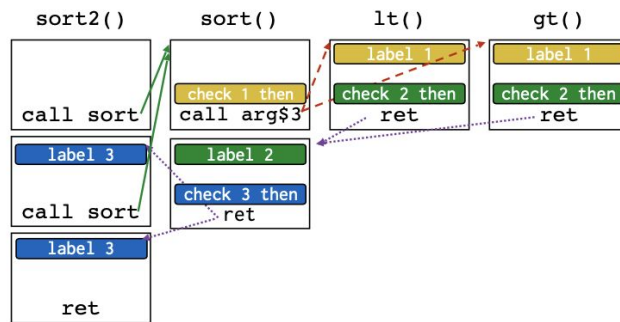 sort2() sort() lt() gt()
label 1 label 1
check 1 then check 2 then check 2 then
call sort call arg$3 ret ret
label 3 label 2
check 3 then
call sort ret
label 3
ret